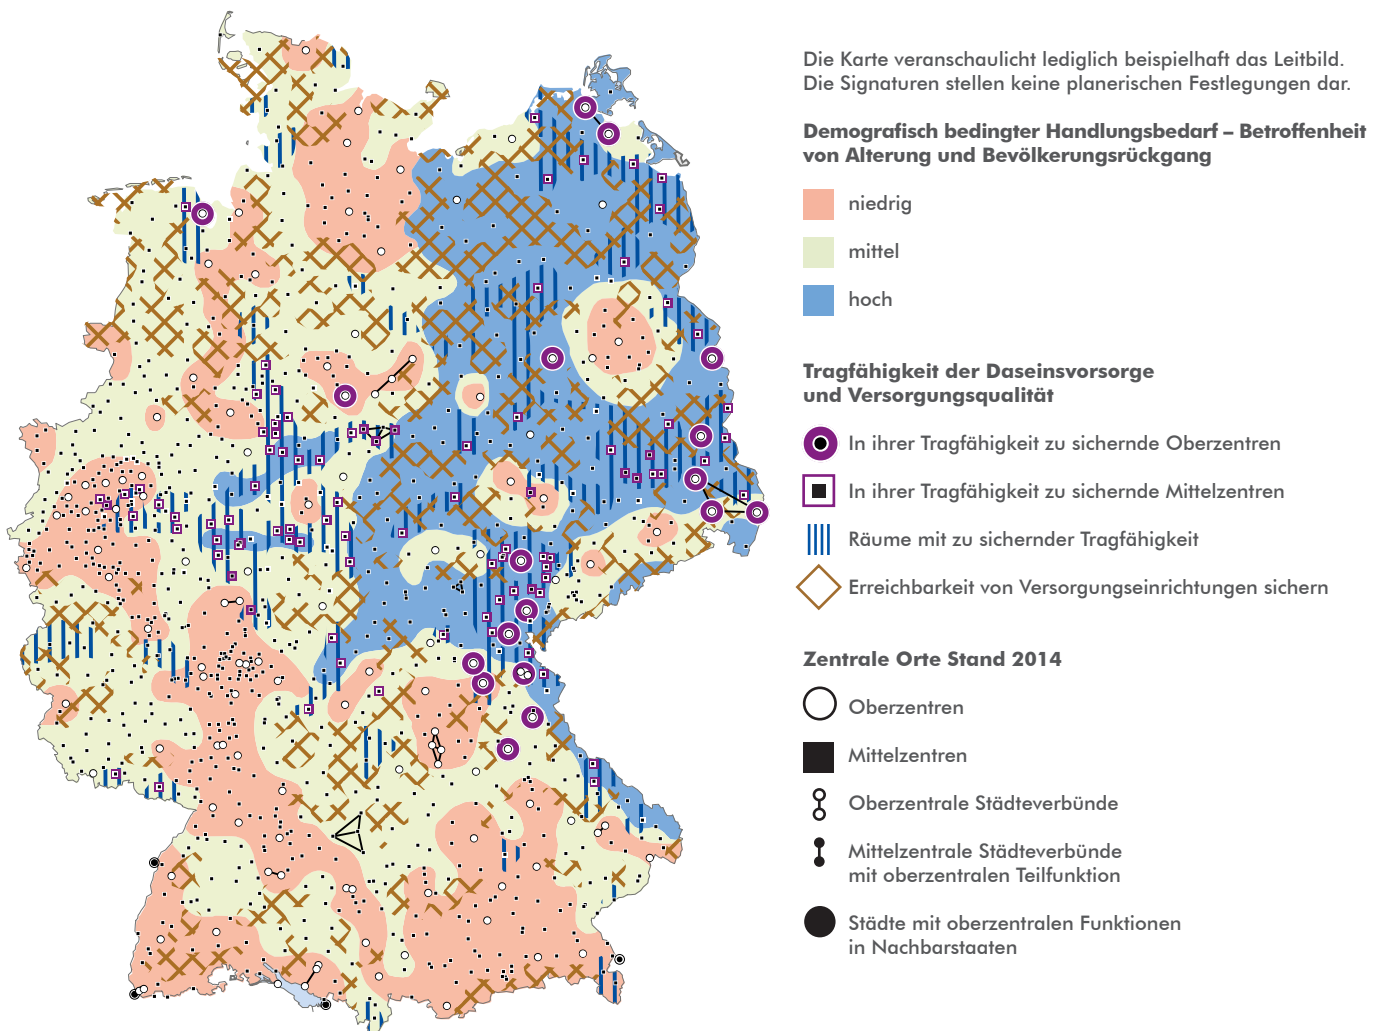 Die Karte veranschaulicht lediglich beispielhaft das Leitbild.
Die Signaturen stellen keine planerischen Festlegungen dar.
Demografisch bedingter Handlungsbedarf – Betroffenheit
von Alterung und Bevölkerungsrückgang
niedrig
mittel
hoch
Tragfähigkeit der Daseinsvorsorge
und Versorgungsqualität
In ihrer Tragfähigkeit zu sichernde Oberzentren
In ihrer Tragfähigkeit zu sichernde Mittelzentren
Räume mit zu sichernder Tragfähigkeit
Erreichbarkeit von Versorgungseinrichtungen sichern
Zentrale Orte Stand 2014
Oberzentren
Mittelzentren
Oberzentrale Städteverbünde
Mittelzentrale Städteverbünde
mit oberzentralen Teilfunktion
Städte mit oberzentralen Funktionen
in Nachbarstaaten